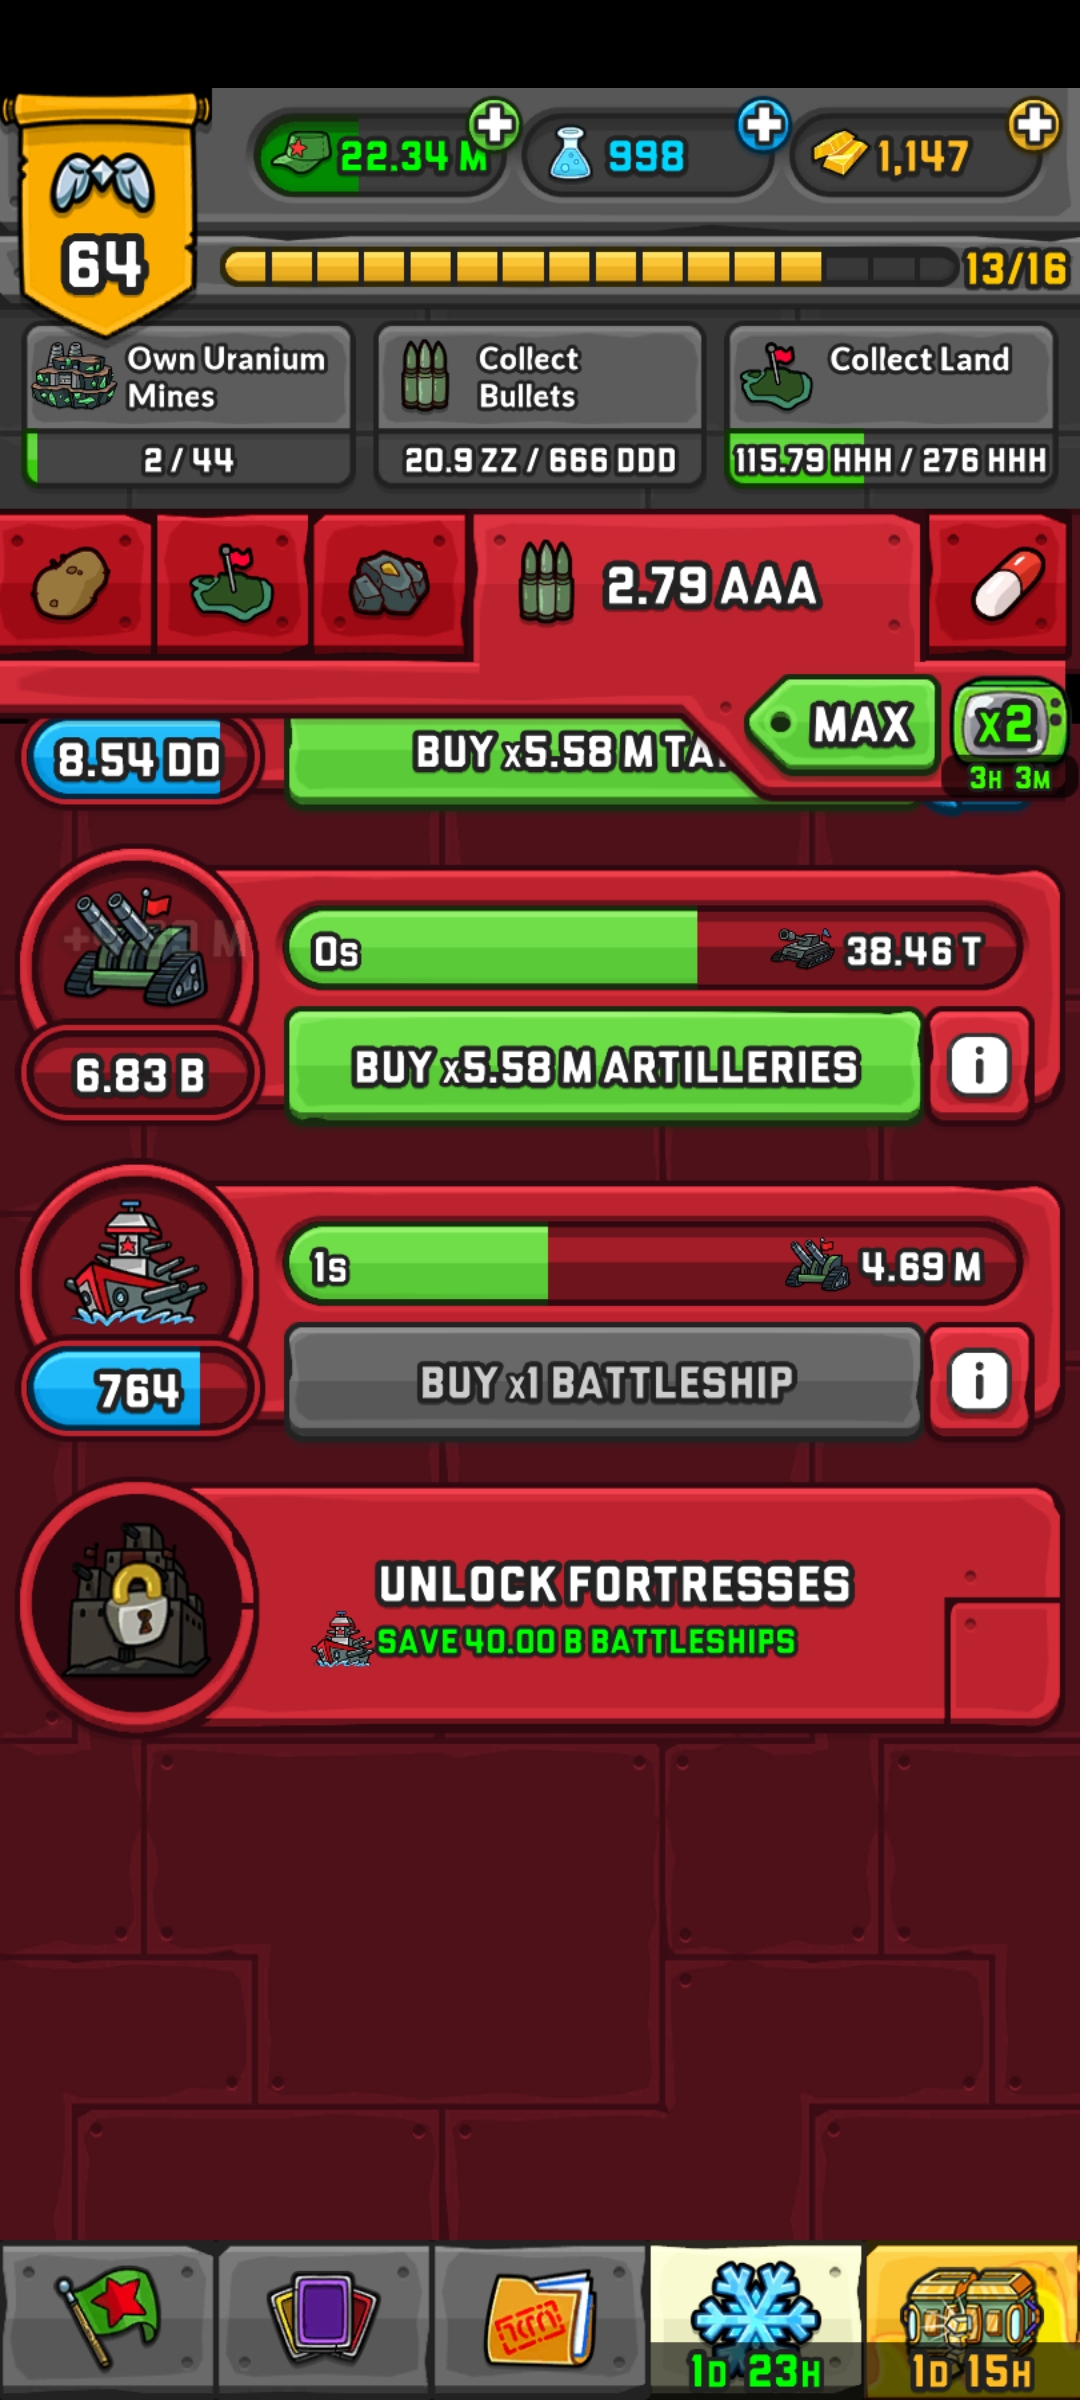 22.34 M
998
1,147
64
13/16
Own Uranium
Mines
Collect
Bullets
Collect Land
2 / 44
20.9 ZZ / 666 DDD
115.79 HHH / 276 HHH
2.79 AAA
MAX
x2
3H 3M
8.54 DD
BUY x5.58 M TA
0s
38.46 T
6.83 B
BUY x5.58 M ARTILLERIES
i
1s
4.69 M
764
BUY x1 BATTLESHIP
i
UNLOCK FORTRESSES
SAVE 40.00 B BATTLESHIPS
1D 23H
1D 15H